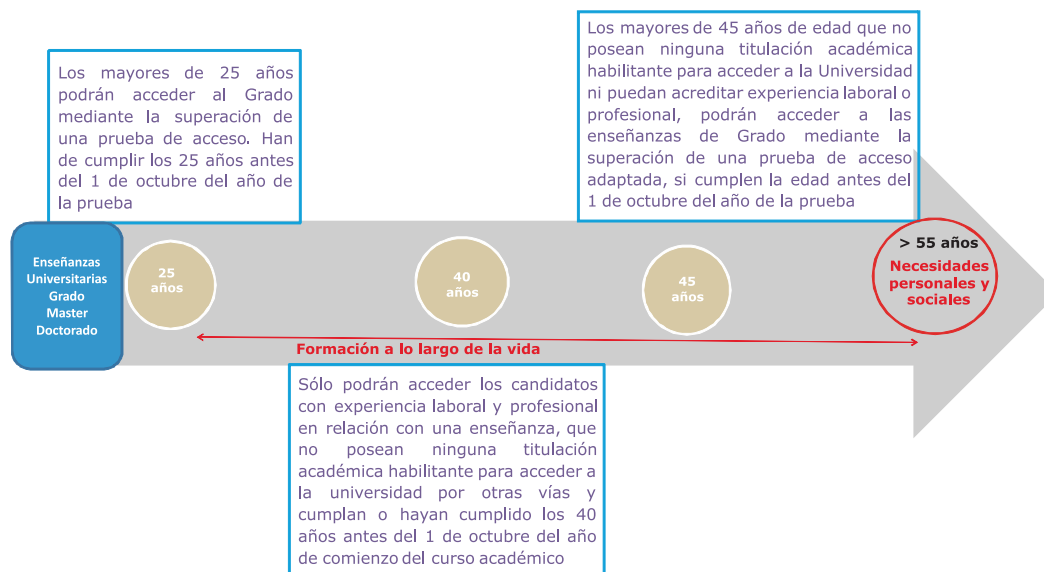 Los mayores de 25 años
podrán acceder al Grado
mediante la superación de
una prueba de acceso. Han
de cumplir los 25 años antes
del 1 de octubre del año de
la prueba
Los mayores de 45 años de edad que no
posean ninguna titulación académica
habilitante para acceder a la Universidad
ni puedan acreditar experiencia laboral o
profesional, podrán acceder a las
enseñanzas de Grado mediante la
superación de una prueba de acceso
adaptada, si cumplen la edad antes del
1 de octubre del año de la prueba
Enseñanzas
Universitarias
Grado
Master
Doctorado
25
años
40
años
45
años
> 55 años
Necesidades
personales y
sociales
Formación a lo largo de la vida
Sólo podrán acceder los candidatos
con experiencia laboral y profesional
en relación con una enseñanza, que
no posean ninguna titulación
académica habilitante para acceder a
la universidad por otras vías y
cumplan o hayan cumplido los 40
años antes del 1 de octubre del año
de comienzo del curso académico